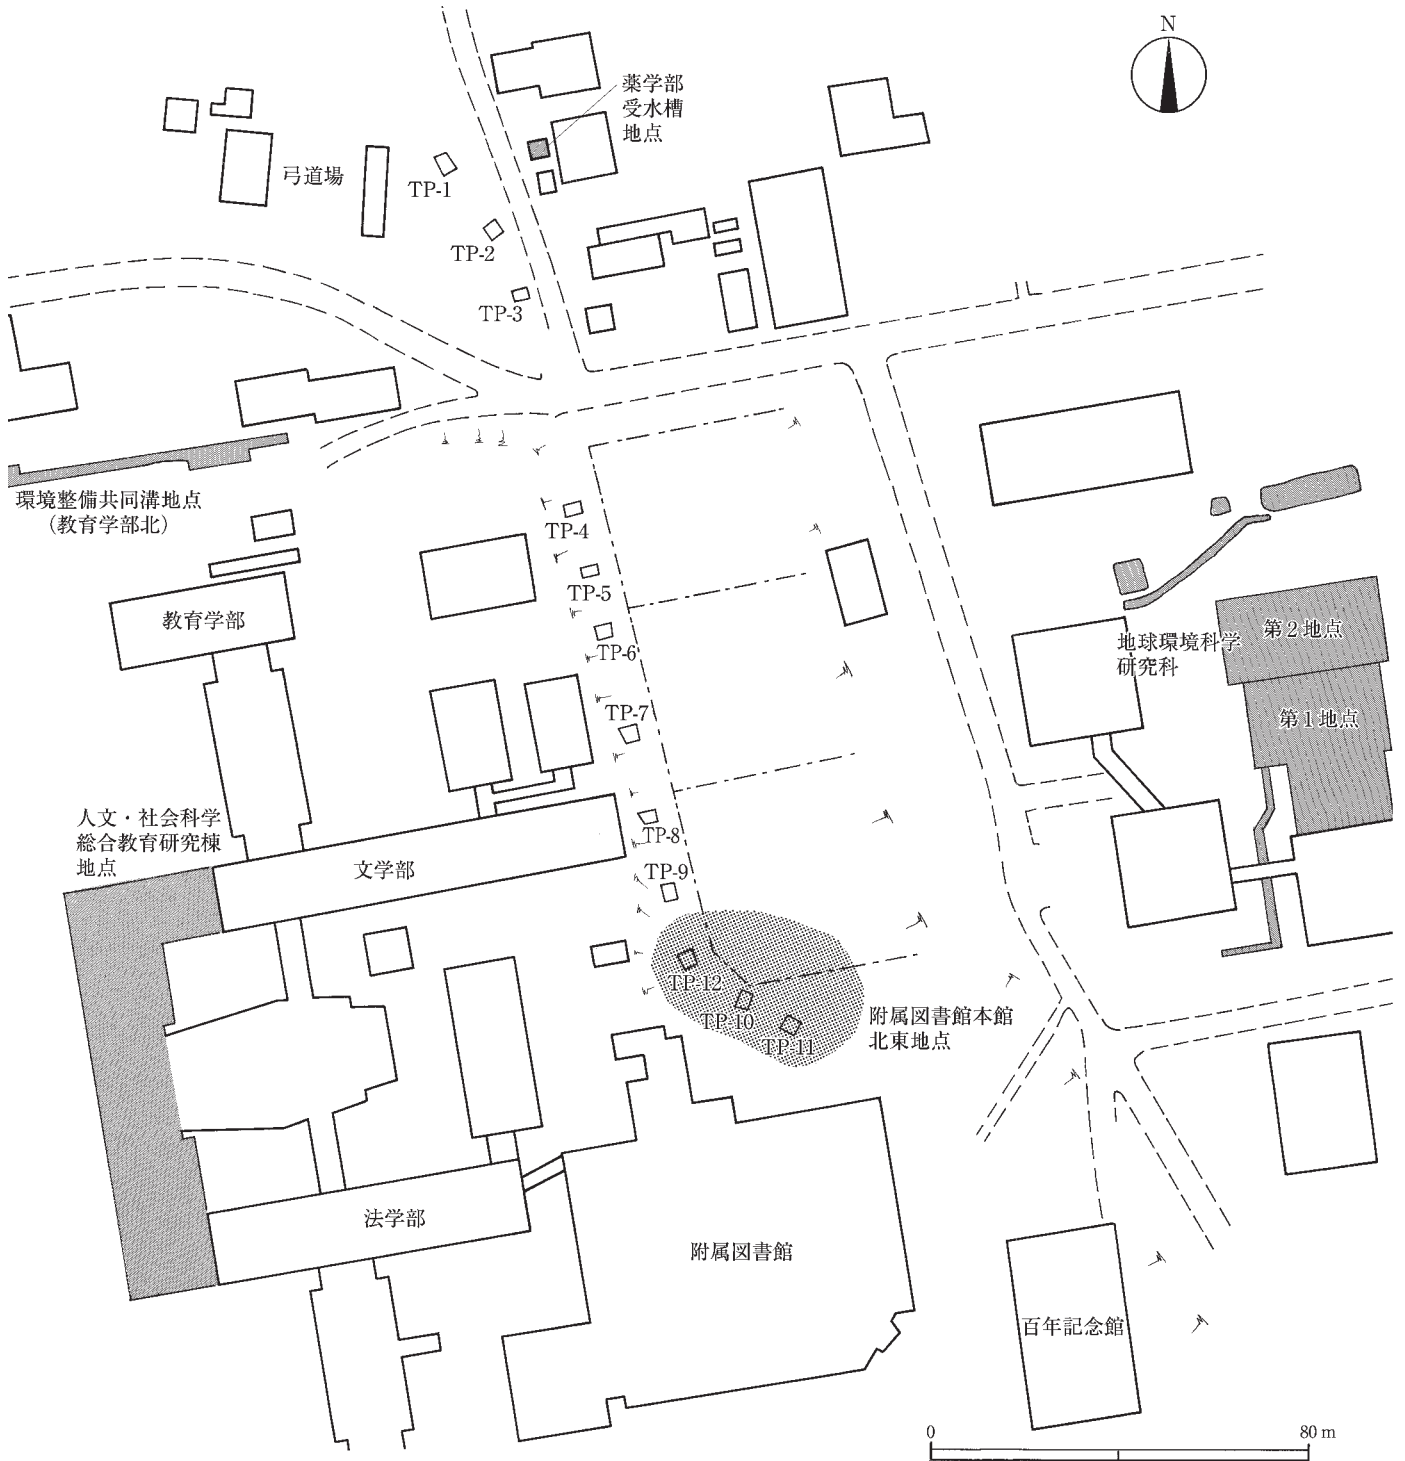 N
薬学部
受水槽
地点
弓道場
TP-1
TP-2
TP-3
環境整備共同溝地点
（教育学部北）
TP-4
TP-5
教育学部
TP-6
地球環境科学
研究科
第2地点
第1地点
TP-7
人文・社会科学
総合教育研究棟
地点
TP-8
文学部
TP-9
TP-12
TP-10
TP-11
附属図書館本館
北東地点
法学部
附属図書館
百年記念館
0
80 m